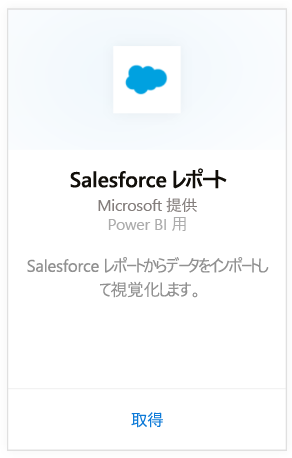 Salesforce レポート
Microsoft 提供
Power BI 用
Salesforce レポートからデータをインポートし
て視覚化します。
取得